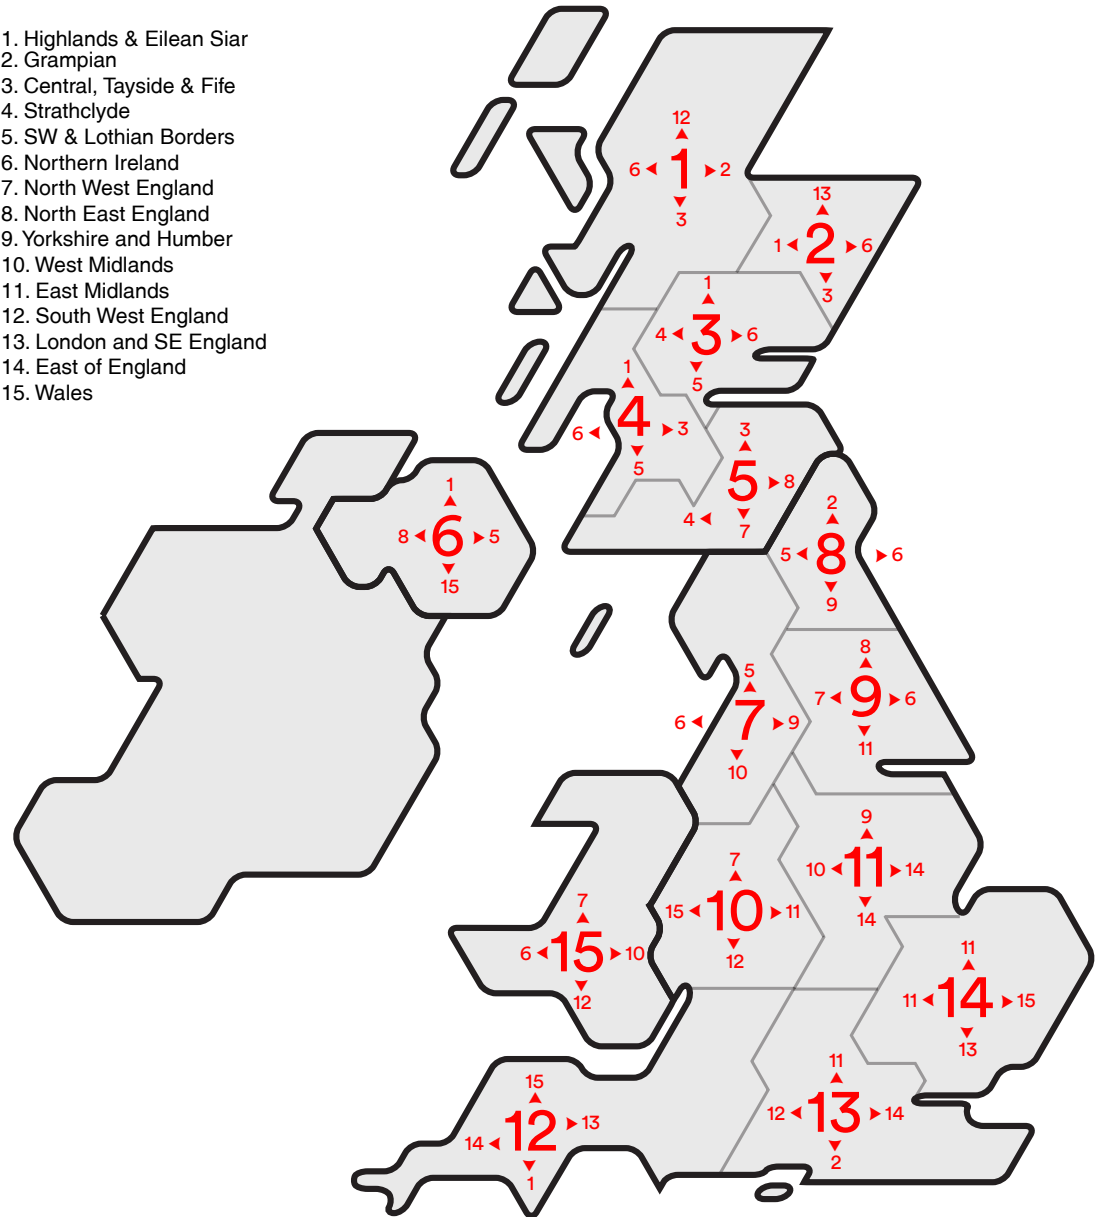 1. Highlands & Eilean Siar
2. Grampian
3. Central, Tayside & Fife
4. Strathclyde
5. SW & Lothian Borders
6. Northern Ireland
7. North West England
8. North East England
9. Yorkshire and Humber
10. West Midlands
11. East Midlands
12. South West England
13. London and SE England
14. East of England
15. Wales
12
6 ◄ 1 ► 2
3
13
1 ◄ 2 ► 6
3
1
4 ◄ 3 ► 6
5
1
6 ◄ 4 ► 3
5
3
5 ► 8
4 ◄
7
1
8 ◄ 6 ► 5
15
2
5 ◄ 8 ► 6
9
8
7 ◄ 9 ► 6
11
5
6 ◄ 7 ► 9
10
9
10 ◄ 11 ► 14
14
7
15 ◄ 10 ► 11
12
7
6 ◄ 15 ► 10
12
11
11 ◄ 14 ► 15
13
11
12 ◄ 13 ► 14
2
15
14 ◄ 12 ► 13
1